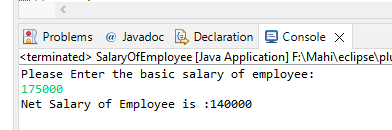 Problems @ Javadoc Declaration Console
<terminated> SalaryOfEmployee [Java Application] F:\Mahi\eclipse\plu
Please Enter the basic salary of employee:
175000
Net Salary of Employee is :140000